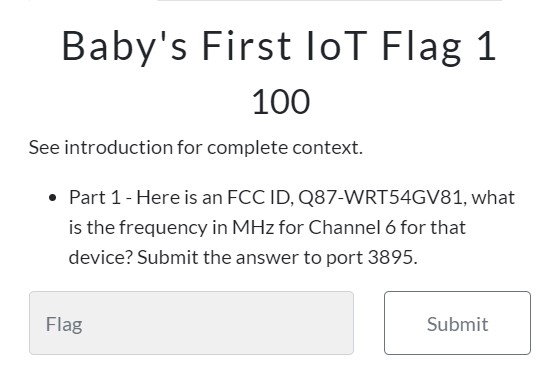 Baby's First IoT Flag 1
100
See introduction for complete context.
• Part 1 - Here is an FCC ID, Q87-WRT54GV81, what
is the frequency in MHz for Channel 6 for that
device? Submit the answer to port 3895.
Flag
Submit